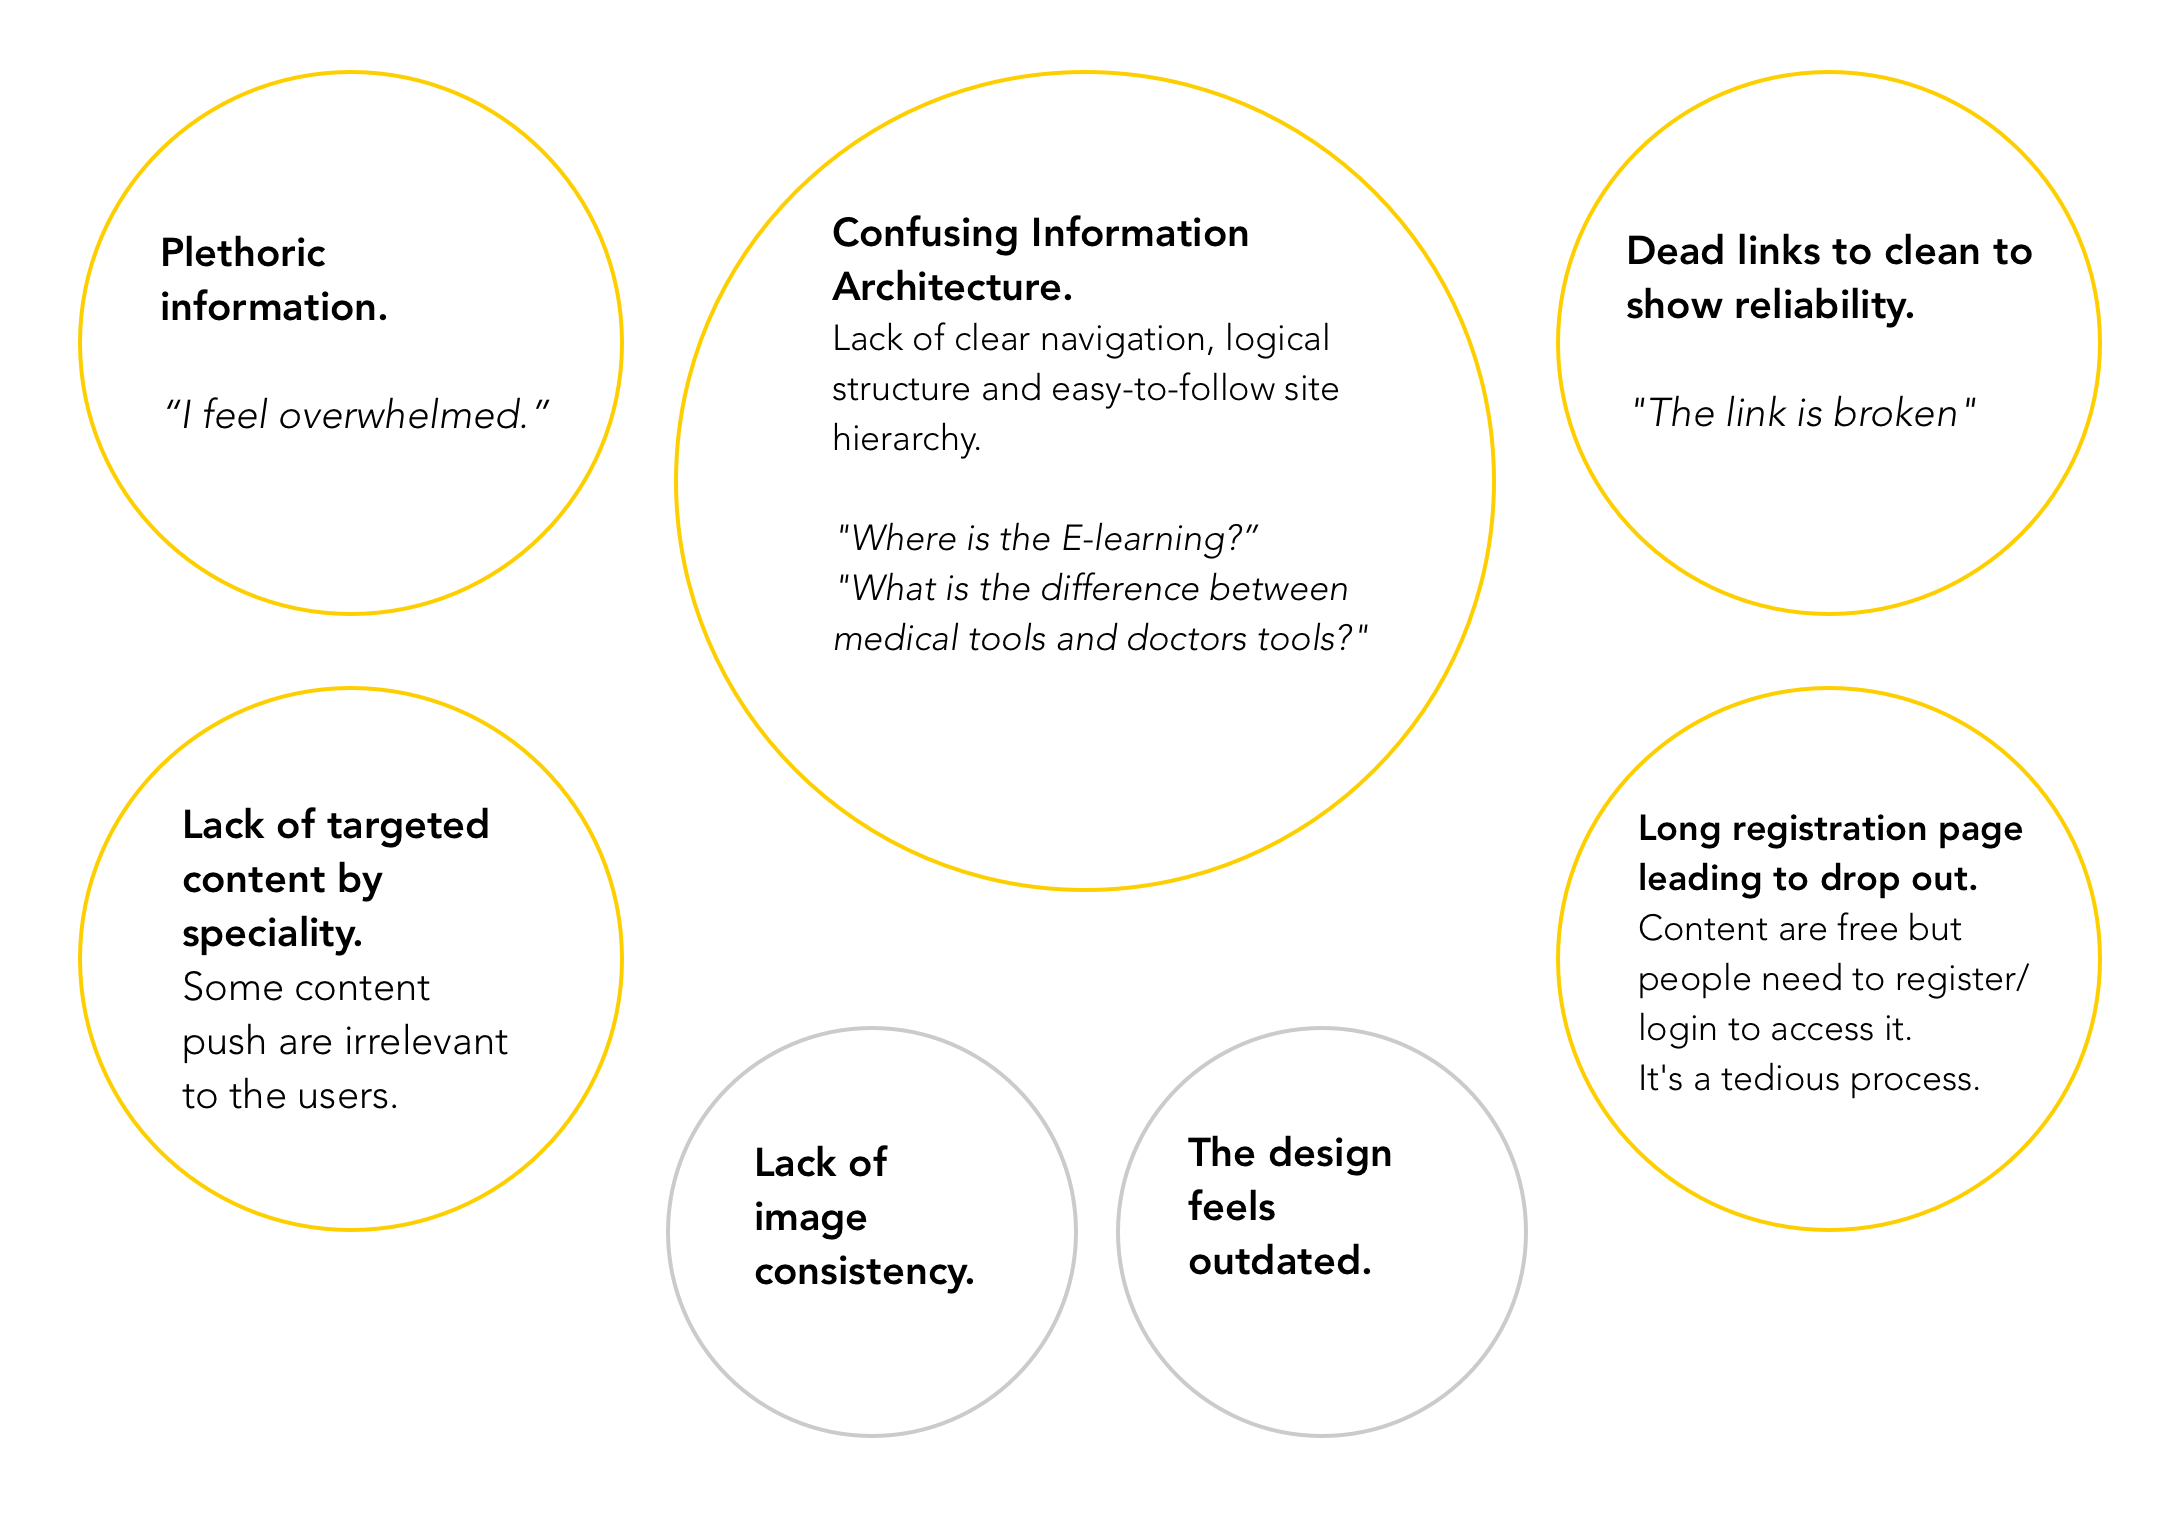 Plethoric
information.
“I feel overwhelmed.”
Confusing Information
Architecture.
Lack of clear navigation, logical
structure and easy-to-follow site
hierarchy.
"Where is the E-learning?”
"What is the difference between
medical tools and doctors tools?"
Dead links to clean to
show reliability.
"The link is broken"
Lack of targeted
content by
speciality.
Some content
push are irrelevant
to the users.
Long registration page
leading to drop out.
Content are free but
people need to register/
login to access it.
It's a tedious process.
Lack of
image
consistency.
The design
feels
outdated.